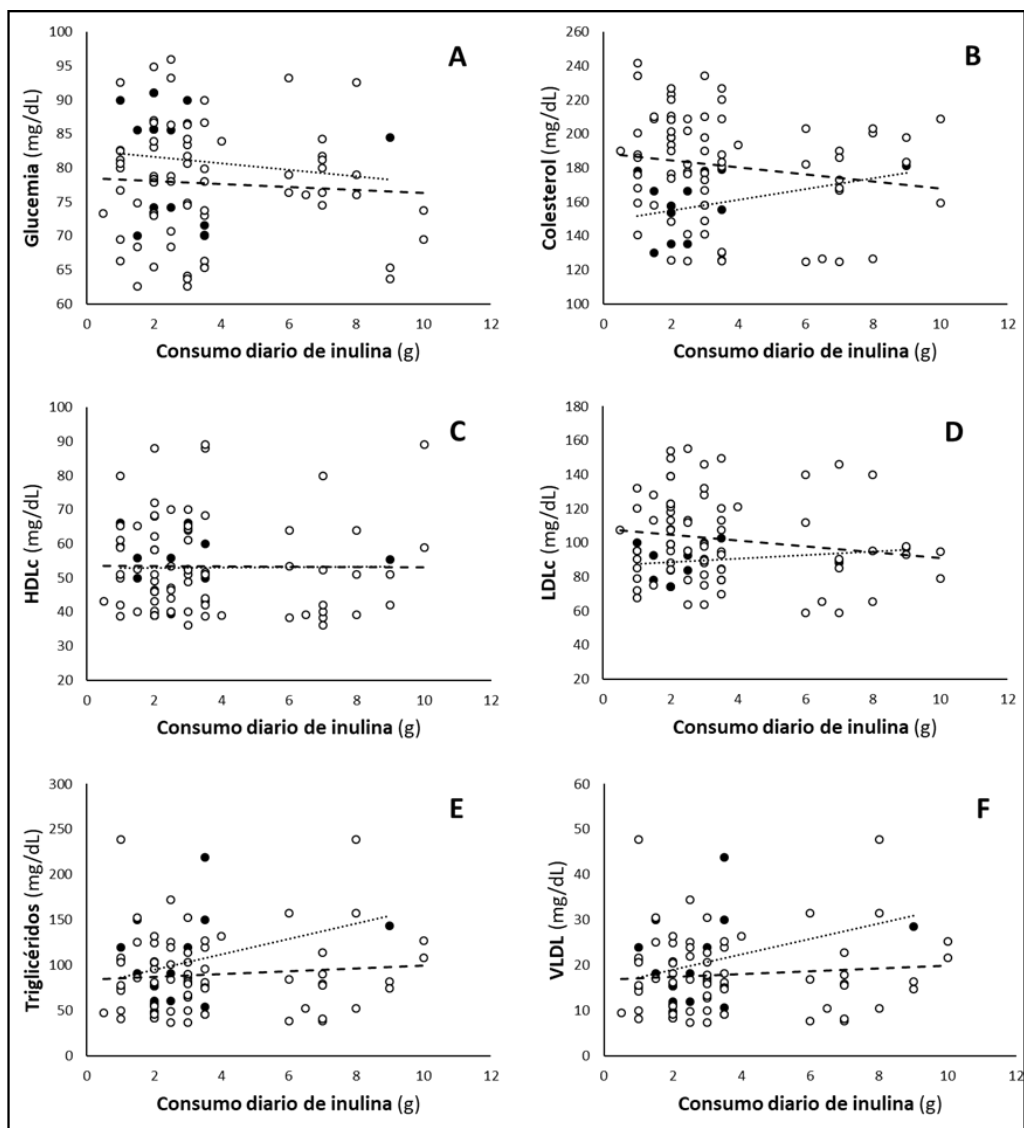 A
Glucemia (mg/dL)
100
95
90
85
80
75
70
65
60
0 2 4 6 8 10 12
Consumo diario de inulina (g)
B
Colesterol (mg/dL)
260
240
220
200
180
160
140
120
100
0 2 4 6 8 10 12
Consumo diario de inulina (g)
C
HDLc (mg/dL)
100
90
80
70
60
50
40
30
20
0 2 4 6 8 10 12
Consumo diario de inulina (g)
D
LDLc (mg/dL)
180
160
140
120
100
80
60
40
20
0 2 4 6 8 10 12
Consumo diario de inulina (g)
E
Triglicéridos (mg/dL)
300
250
200
150
100
50
0
0 2 4 6 8 10 12
Consumo diario de inulina (g)
F
VLDL (mg/dL)
60
50
40
30
20
10
0
0 2 4 6 8 10 12
Consumo diario de inulina (g)